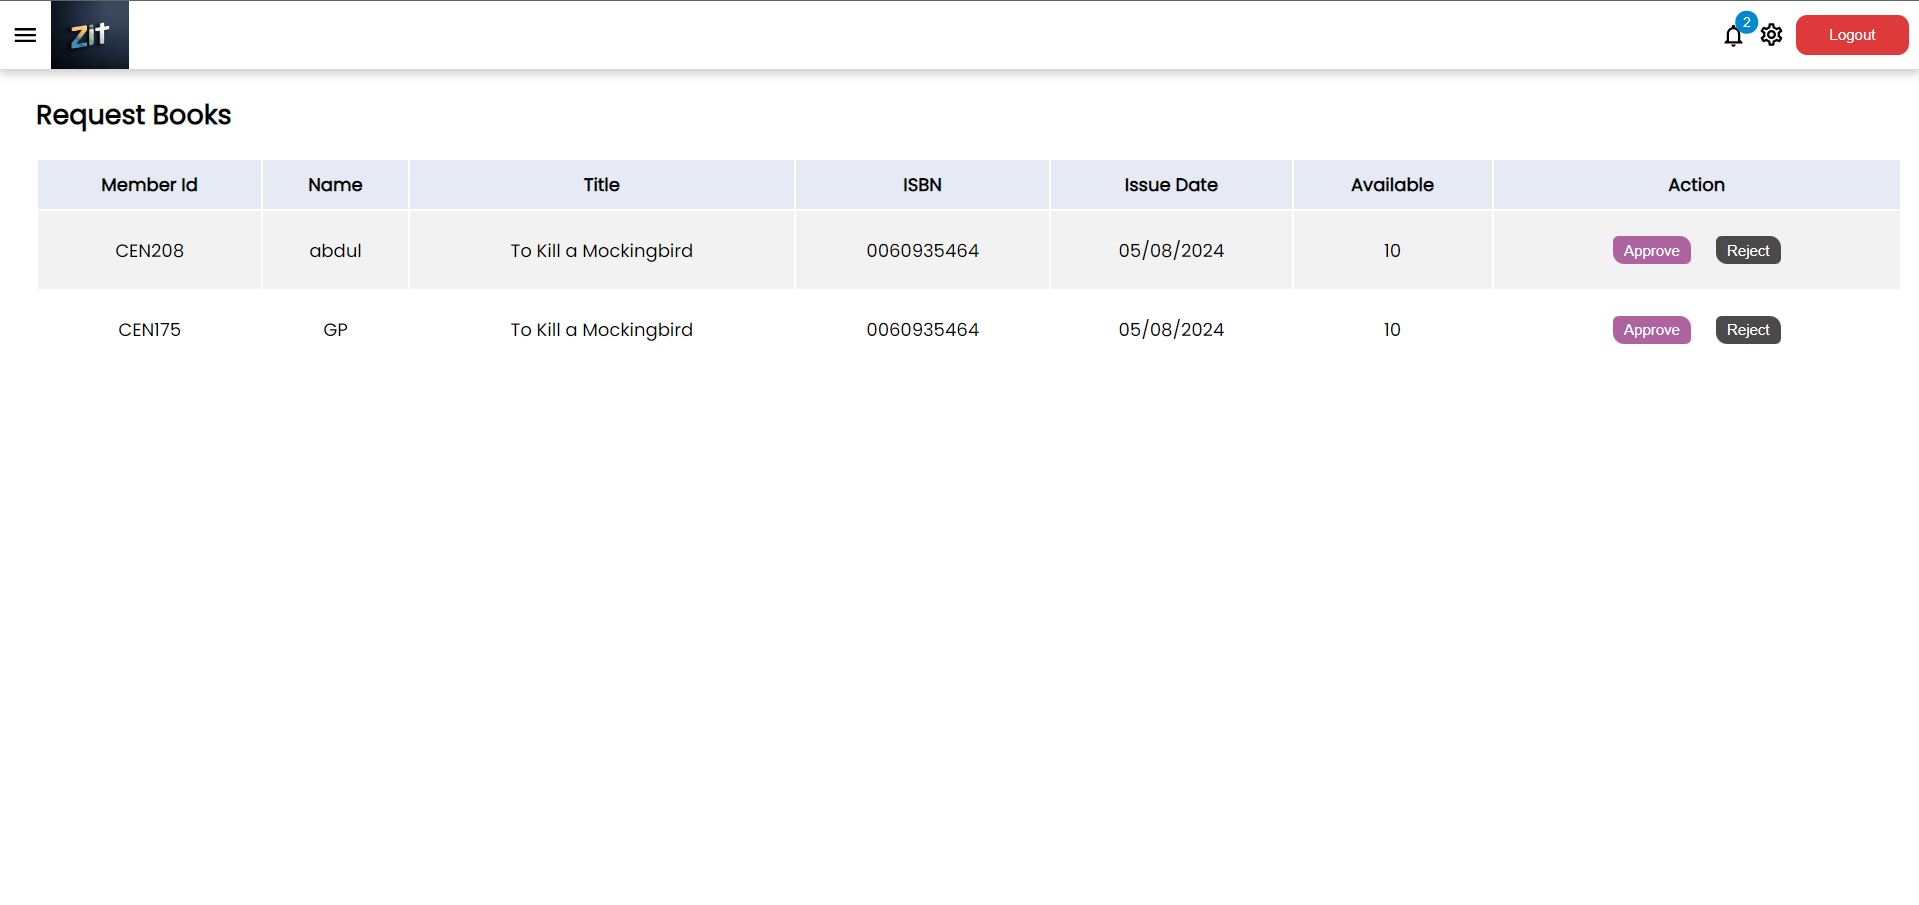 Zit
2
Logout
Request Books
Member Id Name Title ISBN Issue Date Available Action
CEN208 abdul To Kill a Mockingbird 0060935464 05/08/2024 10 Approve Reject
CEN175 GP To Kill a Mockingbird 0060935464 05/08/2024 10 Approve Reject